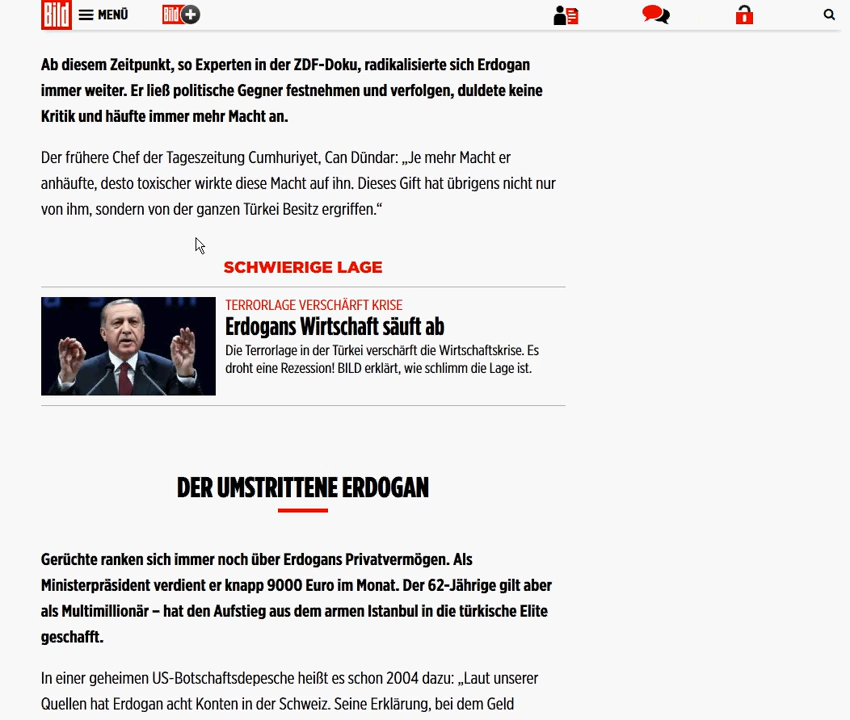 Bild MENÜ Bild+
Ab diesem Zeitpunkt, so Experten in der ZDF-Doku, radikalisierte sich Erdogan
immer weiter. Er ließ politische Gegner festnehmen und verfolgen, duldete keine
Kritik und häufte immer mehr Macht an.
Der frühere Chef der Tageszeitung Cumhuriyet, Can Dündar: „Je mehr Macht er
anhäufte, desto toxischer wirkte diese Macht auf ihn. Dieses Gift hat übrigens nicht nur
von ihm, sondern von der ganzen Türkei Besitz ergriffen.“
SCHWIERIGE LAGE
TERRORLAGE VERSCHÄRFT KRISE
Erdogans Wirtschaft säuft ab
Die Terrorlage in der Türkei verschärft die Wirtschaftskrise. Es
droht eine Rezession! BILD erklärt, wie schlimm die Lage ist.
DER UMSTRITTENE ERDOGAN
Gerüchte ranken sich immer noch über Erdogans Privatvermögen. Als
Ministerpräsident verdient er knapp 9000 Euro im Monat. Der 62-Jährige gilt aber
als Multimillionär – hat den Aufstieg aus dem armen Istanbul in die türkische Elite
geschafft.
In einer geheimen US-Botschaftsdepesche heißt es schon 2004 dazu: „Laut unserer
Quellen hat Erdogan acht Konten in der Schweiz. Seine Erklärung, bei dem Geld